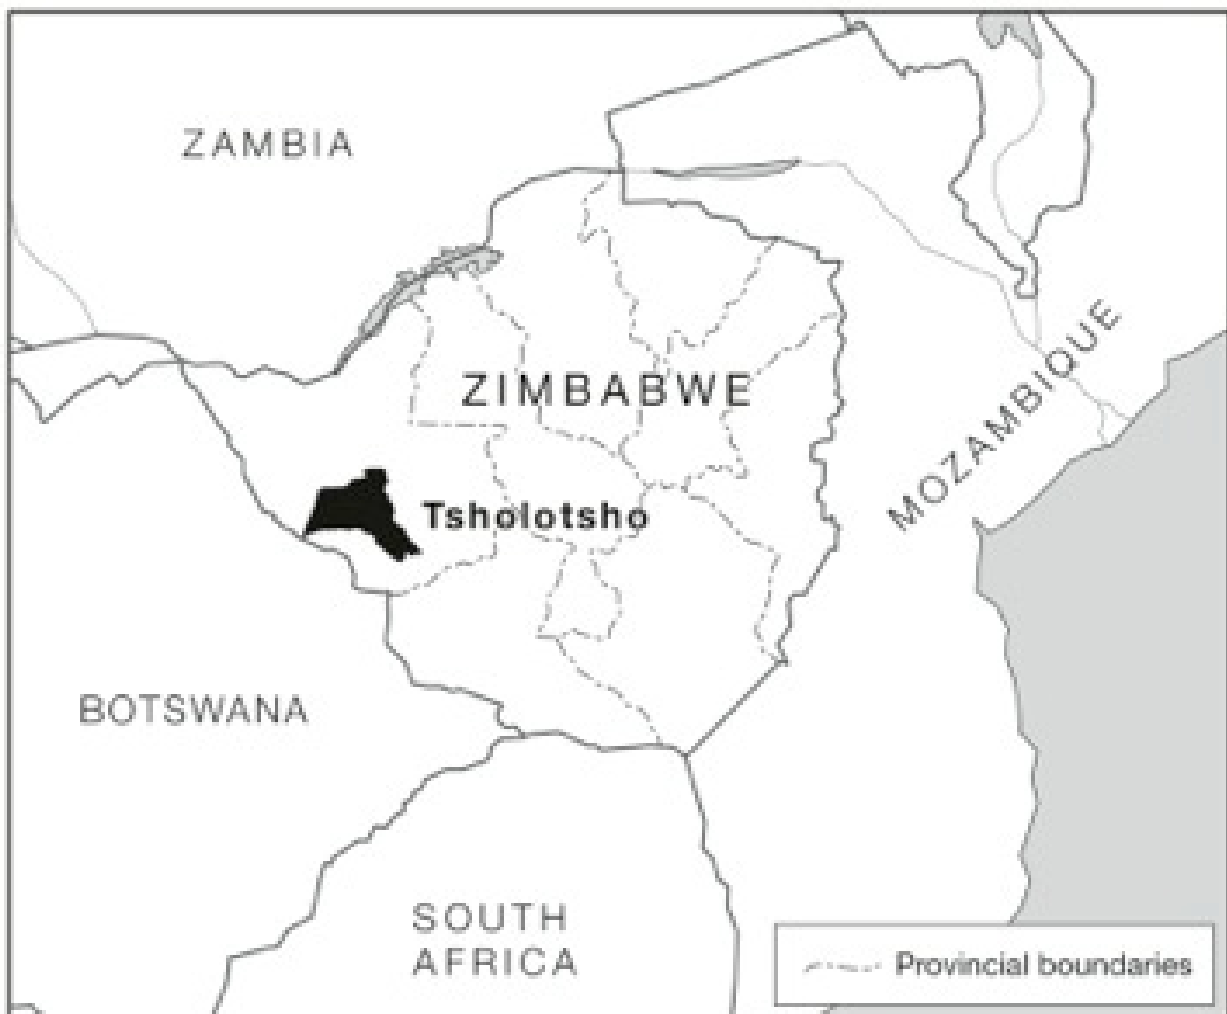 ZAMBIA
ZIMBABWE
MOZAMBIQUE
Tsholotsho
BOTSWANA
SOUTH
AFRICA
Provincial boundaries